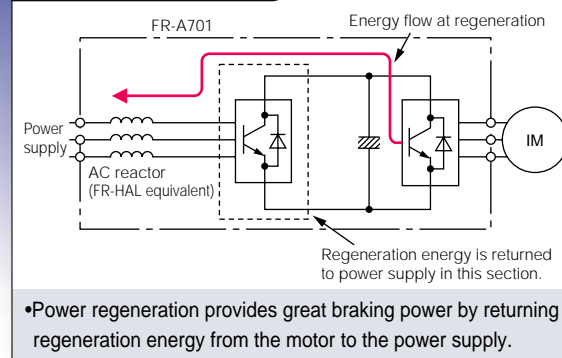 FR-A701
Energy flow at regeneration
Power
supply
AC reactor
(FR-HAL equivalent)
IM
Regeneration energy is returned
to power supply in this section.
•Power regeneration provides great braking power by returning
regeneration energy from the motor to the power supply.